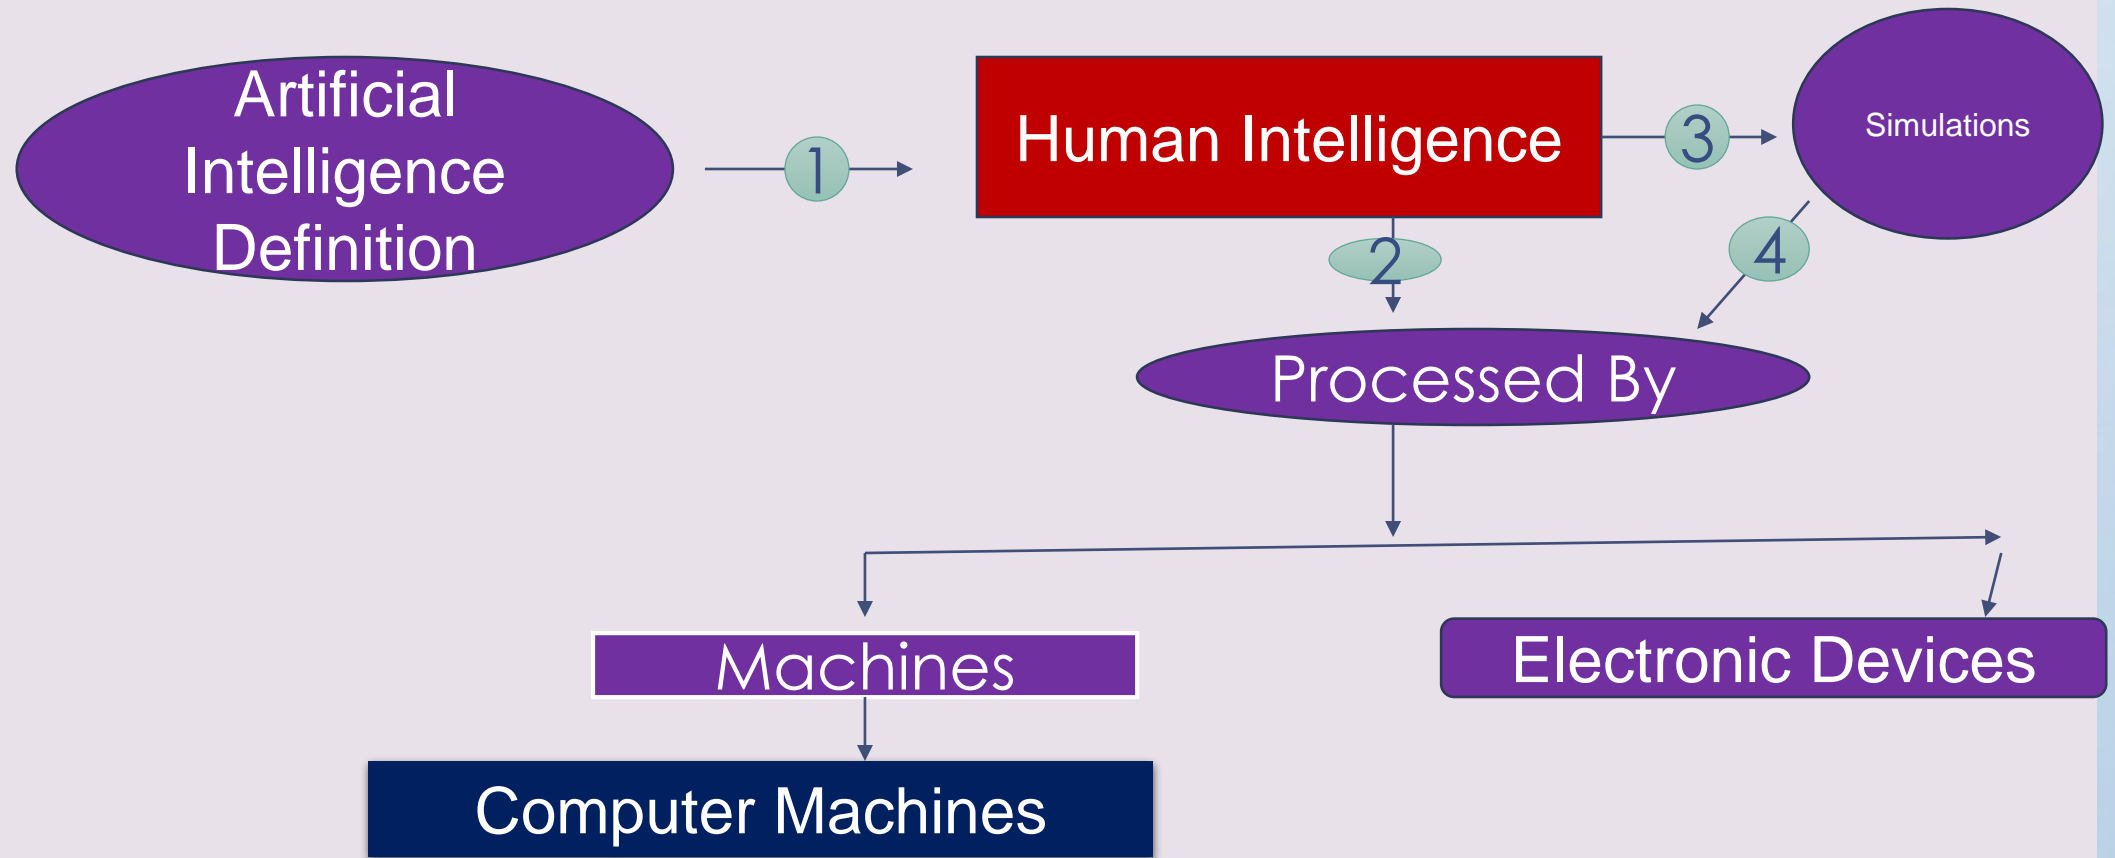 Artificial
Intelligence
Definition
1
Human Intelligence
3
Simulations
2
4
Processed By
Machines
Electronic Devices
Computer Machines